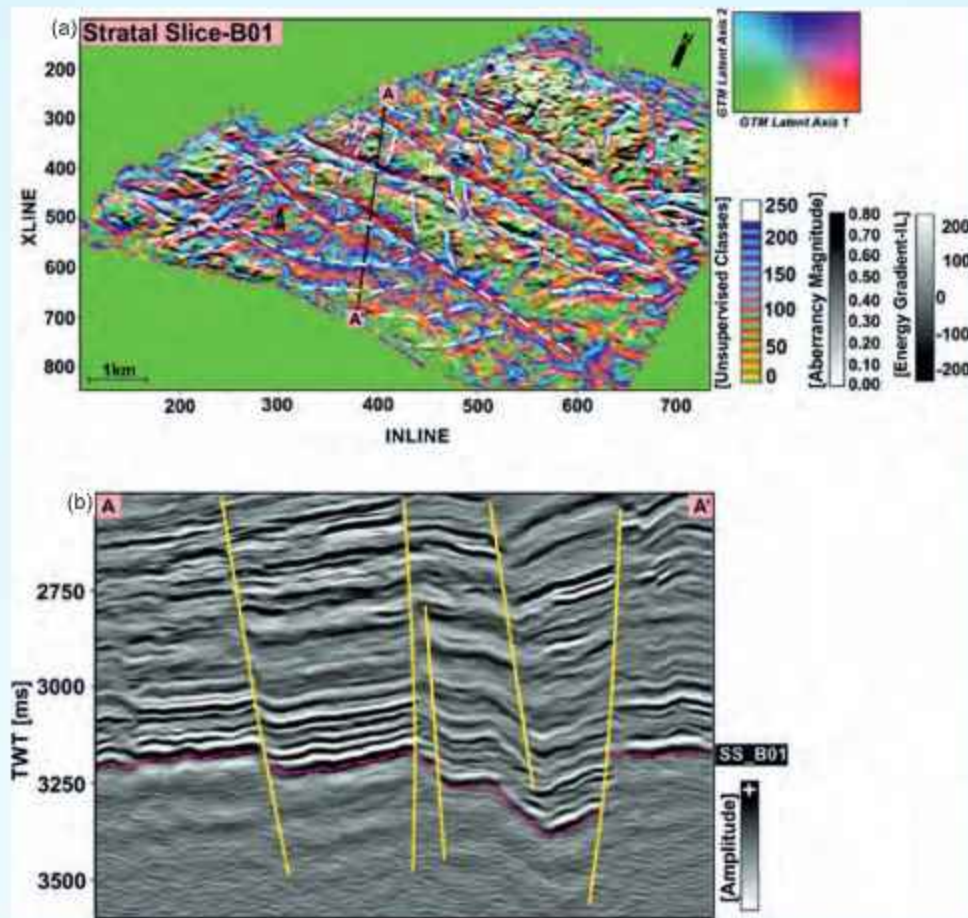 (a)
Stratal Slice-B01
A
A'
200
300
400
500
600
700
800
XLINE
1km
200
300
400
500
600
700
INLINE
GTM Latent Axis 2
GTM Latent Axis 1
[Unsupervised Classes]
250
200
150
100
50
0
[Aberrancy Magnitude]
0.80
0.70
0.60
0.50
0.40
0.30
0.20
0.10
0.00
[Energy Gradient-IL]
200
100
0
-100
-200
(b)
A
A'
2750
3000
3250
3500
TWT [ms]
SS_B01
[Amplitude]
+